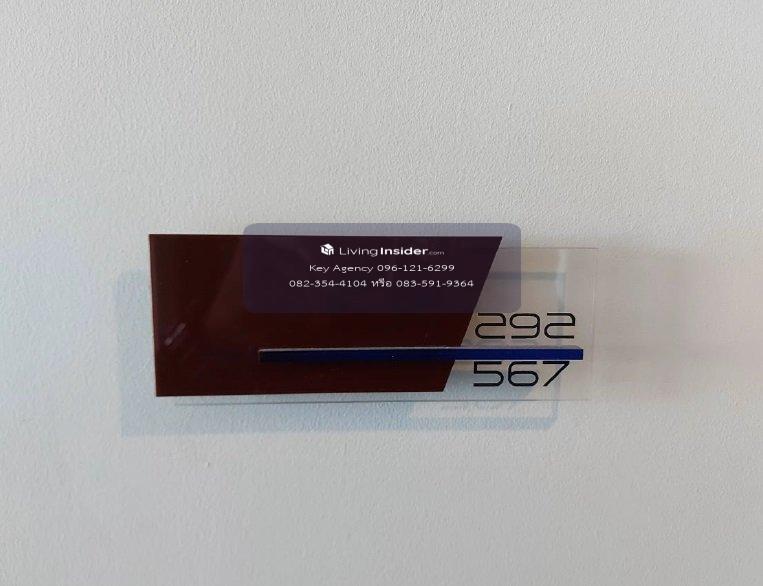 LivingInsider.com
Key Agency 096-121-6299
082-354-4104 หรือ 083-591-9364
292
567